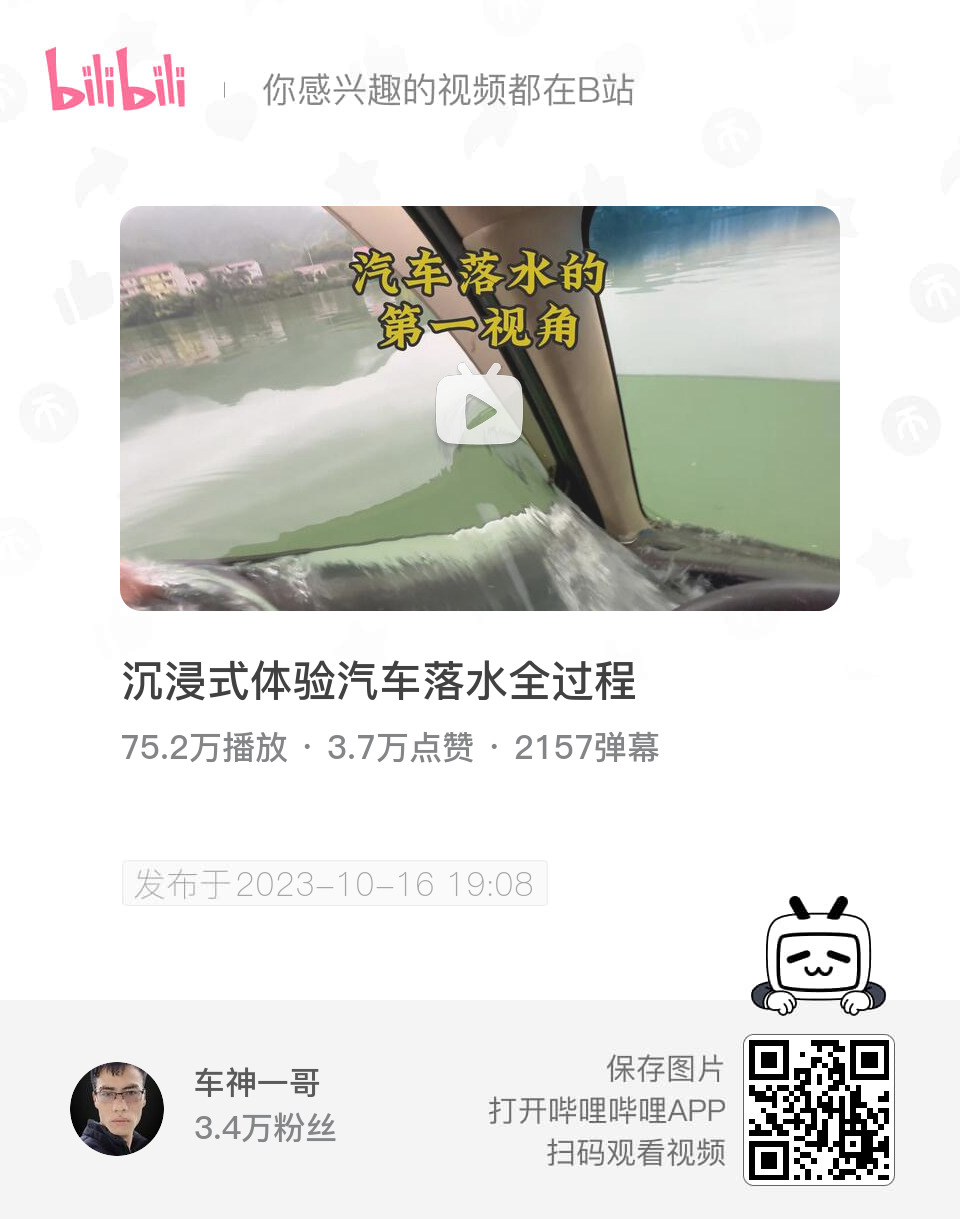 bilibili
你感兴趣的视频都在B站
汽车落水的
第一视角
沉浸式体验汽车落水全过程
75.2万播放 · 3.7万点赞 · 2157弹幕
发布于2023-10-16 19:08
车神一哥
3.4万粉丝
保存图片
打开哔哩哔哩APP
扫码观看视频